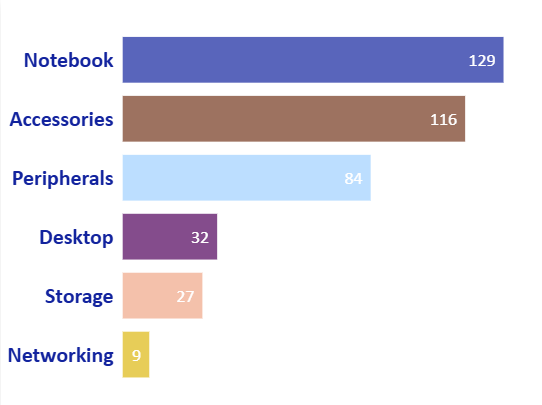 Notebook 129
Accessories 116
Peripherals 84
Desktop 32
Storage 27
Networking 9